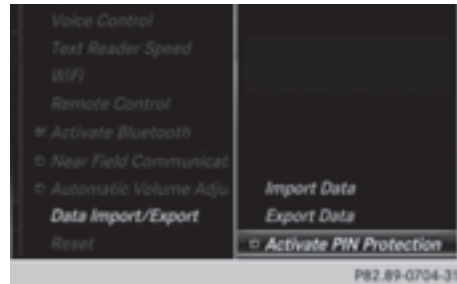 Voice Control
Text Reader Speed
WiFi
Remote Control
Activate Bluetooth
Near Field Communicat
Automatic Volume Adju
Data Import/Export
Reset
Import Data
Export Data
Activate PIN Protection
P82.89-0704-31